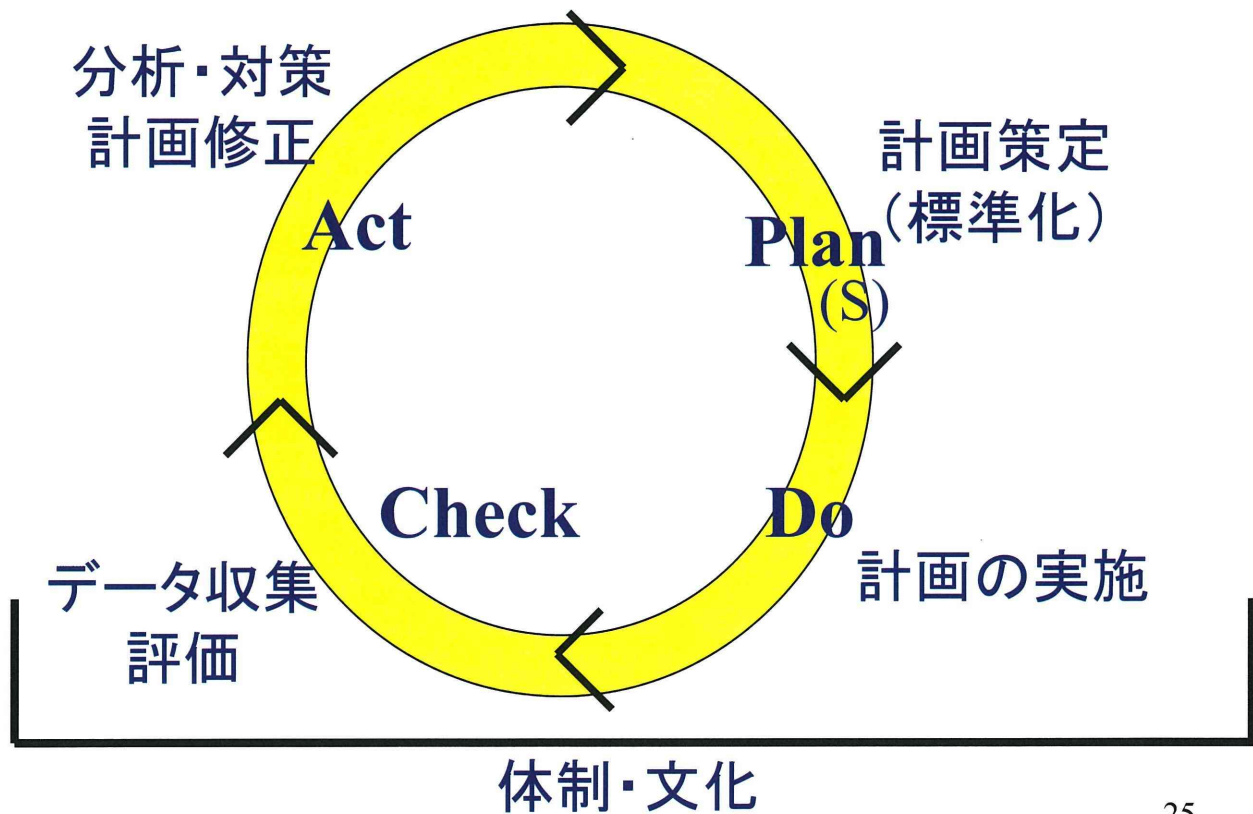 分析・対策
計画修正
Act
計画策定
(標準化)
Plan
(S)
Check
Do
データ収集
評価
計画の実施
体制・文化
25